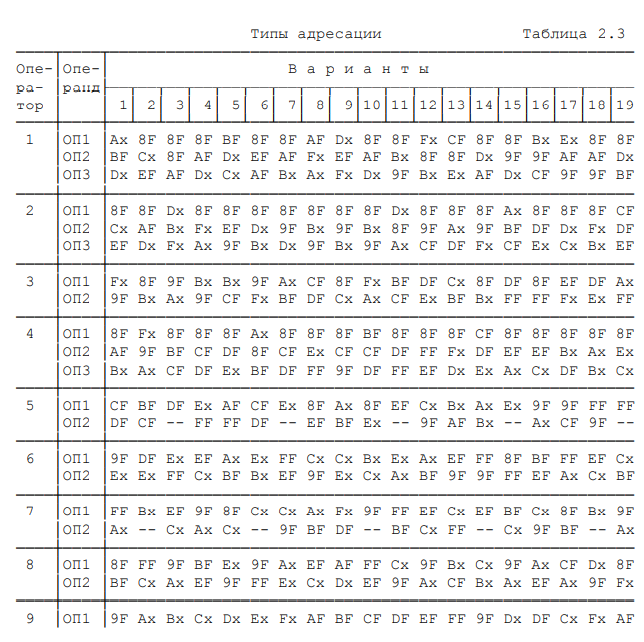 Типы адресации Таблица 2.3
Опе- Опе- В а р и а н т ы
ра- ранд
тор 1 2 3 4 5 6 7 8 9 10 11 12 13 14 15 16 17 18 19
1 ОП1 Ax 8F 8F 8F BF 8F 8F AF Dx 8F 8F Fx CF 8F 8F Bx Ex 8F 8F
ОП2 BF Cx 8F AF Dx EF AF Fx EF AF Bx 8F 8F Dx 9F 9F AF AF Dx
ОП3 Dx EF AF Dx Cx AF Bx Ax Fx Dx 9F Bx Ex AF Dx CF 9F 9F BF
2 ОП1 8F 8F Dx 8F 8F 8F 8F 8F 8F 8F Dx 8F 8F 8F Ax 8F 8F 8F CF
ОП2 Cx AF Bx Fx EF Dx 9F Bx 9F Bx 8F 9F Ax 9F BF DF Dx Fx DF
ОП3 EF Dx Fx Ax 9F Bx Dx 9F Bx 9F Ax CF DF Fx CF Ex Cx Bx EF
3 ОП1 Fx 8F 9F Bx Bx 9F Ax CF 8F Fx BF DF Cx 8F DF 8F EF DF Ax
ОП2 9F Bx Ax 9F CF Fx BF DF Cx Ax CF Ex BF Bx FF FF Fx Ex FF
4 ОП1 8F Fx 8F 8F 8F Ax 8F 8F 8F BF 8F 8F 8F CF 8F 8F 8F 8F 8F
ОП2 AF 9F BF CF DF 8F CF Ex CF CF DF FF Fx DF EF EF Bx Ax Ex
ОП3 Bx Ax CF DF Ex BF DF FF 9F DF FF EF Dx Ex Ax Cx DF Bx Cx
5 ОП1 CF BF DF Ex AF CF Ex 8F Ax 8F EF Cx Bx Ax Ex 9F 9F FF FF
ОП2 DF CF -- FF FF DF -- EF BF Ex -- 9F AF Bx -- Ax CF 9F --
6 ОП1 9F DF Ex EF Ax Ex FF Cx Cx Bx Ex Ax EF FF 8F BF FF EF Cx
ОП2 Ex Ex FF Cx BF Bx EF 9F Ex Cx Ax BF 9F 9F FF EF Ax Cx BF
7 ОП1 FF Bx EF 9F 8F Cx Cx Ax Fx 9F FF EF Cx EF BF Cx 8F Bx 9F
ОП2 Ax -- Cx Ax Cx -- 9F BF DF -- BF Cx FF -- Cx 9F BF -- Ax
8 ОП1 8F FF 9F BF Ex 9F Ax EF AF FF Cx 9F Bx Cx 9F Ax CF Dx 8F
ОП2 BF Cx Ax EF 9F FF Ex Cx Dx EF 9F Ax CF Bx Ax EF Ax 9F Fx
9 ОП1 9F Ax Bx Cx Dx Ex Fx AF BF CF DF EF FF 9F Dx DF Cx Fx AF